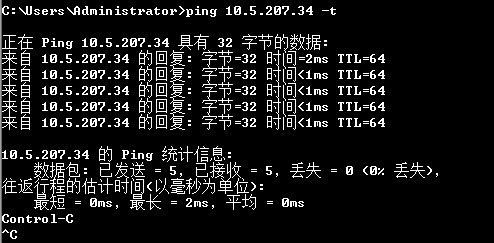 C:\Users\Administrator>ping 10.5.207.34 -t
正在 Ping 10.5.207.34 具有 32 字节的数据:
来自 10.5.207.34 的回复: 字节=32 时间=2ms TTL=64
来自 10.5.207.34 的回复: 字节=32 时间<1ms TTL=64
来自 10.5.207.34 的回复: 字节=32 时间<1ms TTL=64
来自 10.5.207.34 的回复: 字节=32 时间<1ms TTL=64
来自 10.5.207.34 的回复: 字节=32 时间<1ms TTL=64
10.5.207.34 的 Ping 统计信息:
数据包: 已发送 = 5, 已接收 = 5, 丢失 = 0 (0% 丢失),
往返行程的估计时间(以毫秒为单位):
最短 = 0ms, 最长 = 2ms, 平均 = 0ms
Control-C
^C